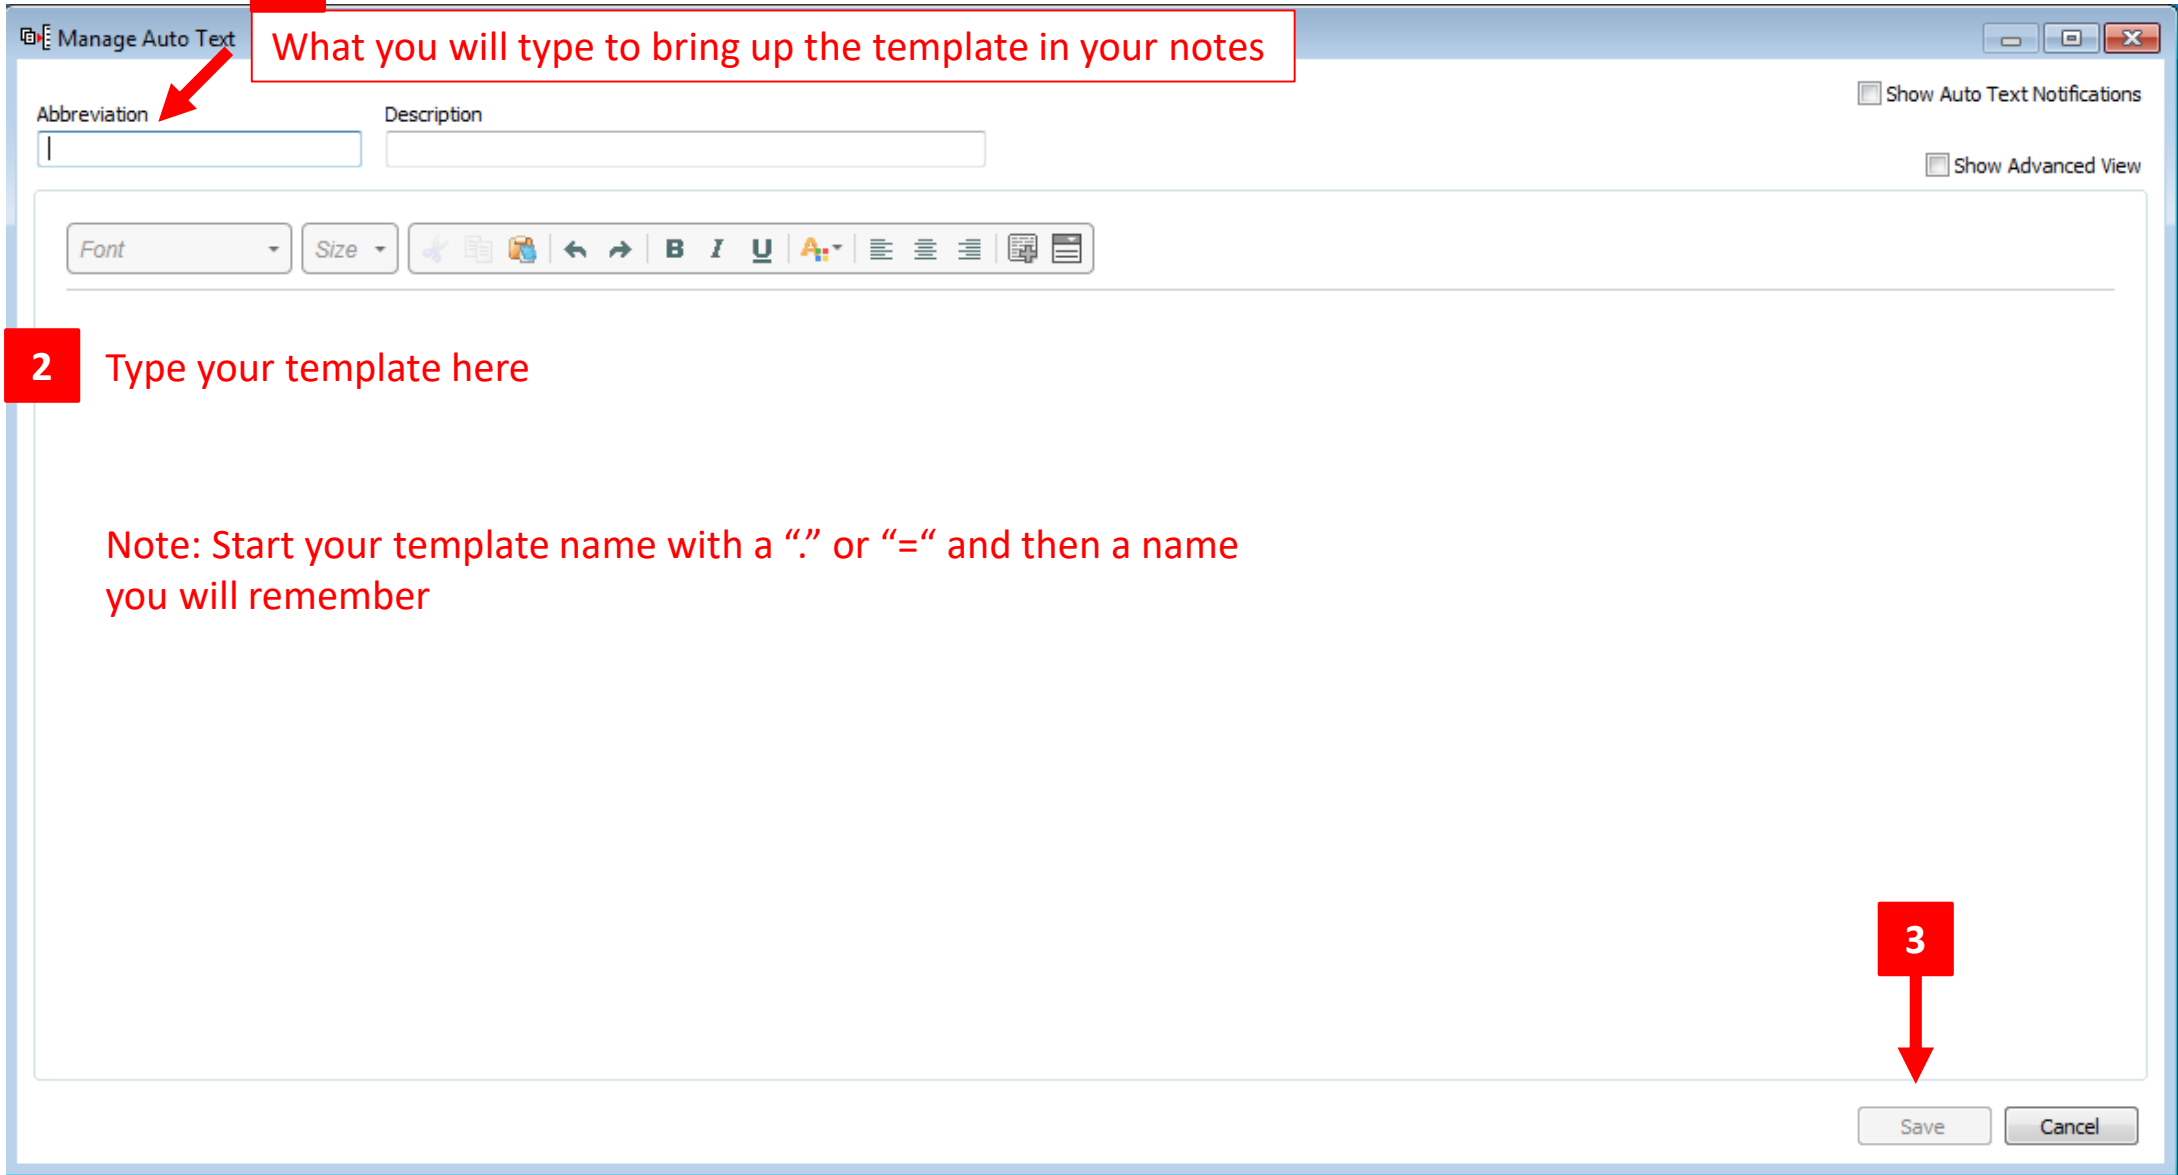 Manage Auto Text
What you will type to bring up the template in your notes
Show Auto Text Notifications
Abbreviation
Description
Show Advanced View
Font
Size
B I U A
2
Type your template here
Note: Start your template name with a “.” or “=“ and then a name
you will remember
3
Save
Cancel